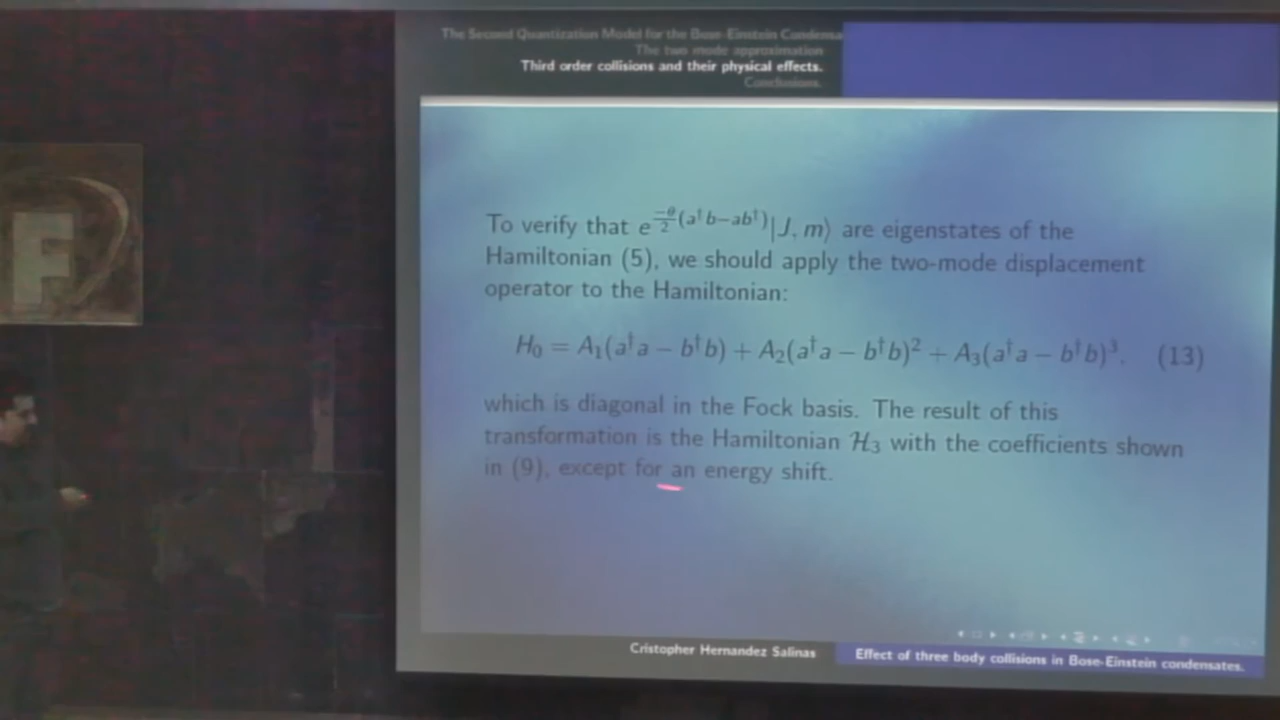 The Second Quantization Model for the Bose-Einstein Condensa
The two mode approximation
Third order collisions and their physical effects.
Conclusions.
F
To verify that e^{\frac{-θ}{2}(a†b−ab†)}|J, m⟩ are eigenstates of the
Hamiltonian (5), we should apply the two-mode displacement
operator to the Hamiltonian:
H₀ = A₁(a†a − b†b) + A₂(a†a − b†b)² + A₃(a†a − b†b)³. (13)
which is diagonal in the Fock basis. The result of this
transformation is the Hamiltonian ℋ₃ with the coefficients shown
in (9), except for an energy shift.
Cristopher Hernandez Salinas
Effect of three body collisions in Bose-Einstein condensates.